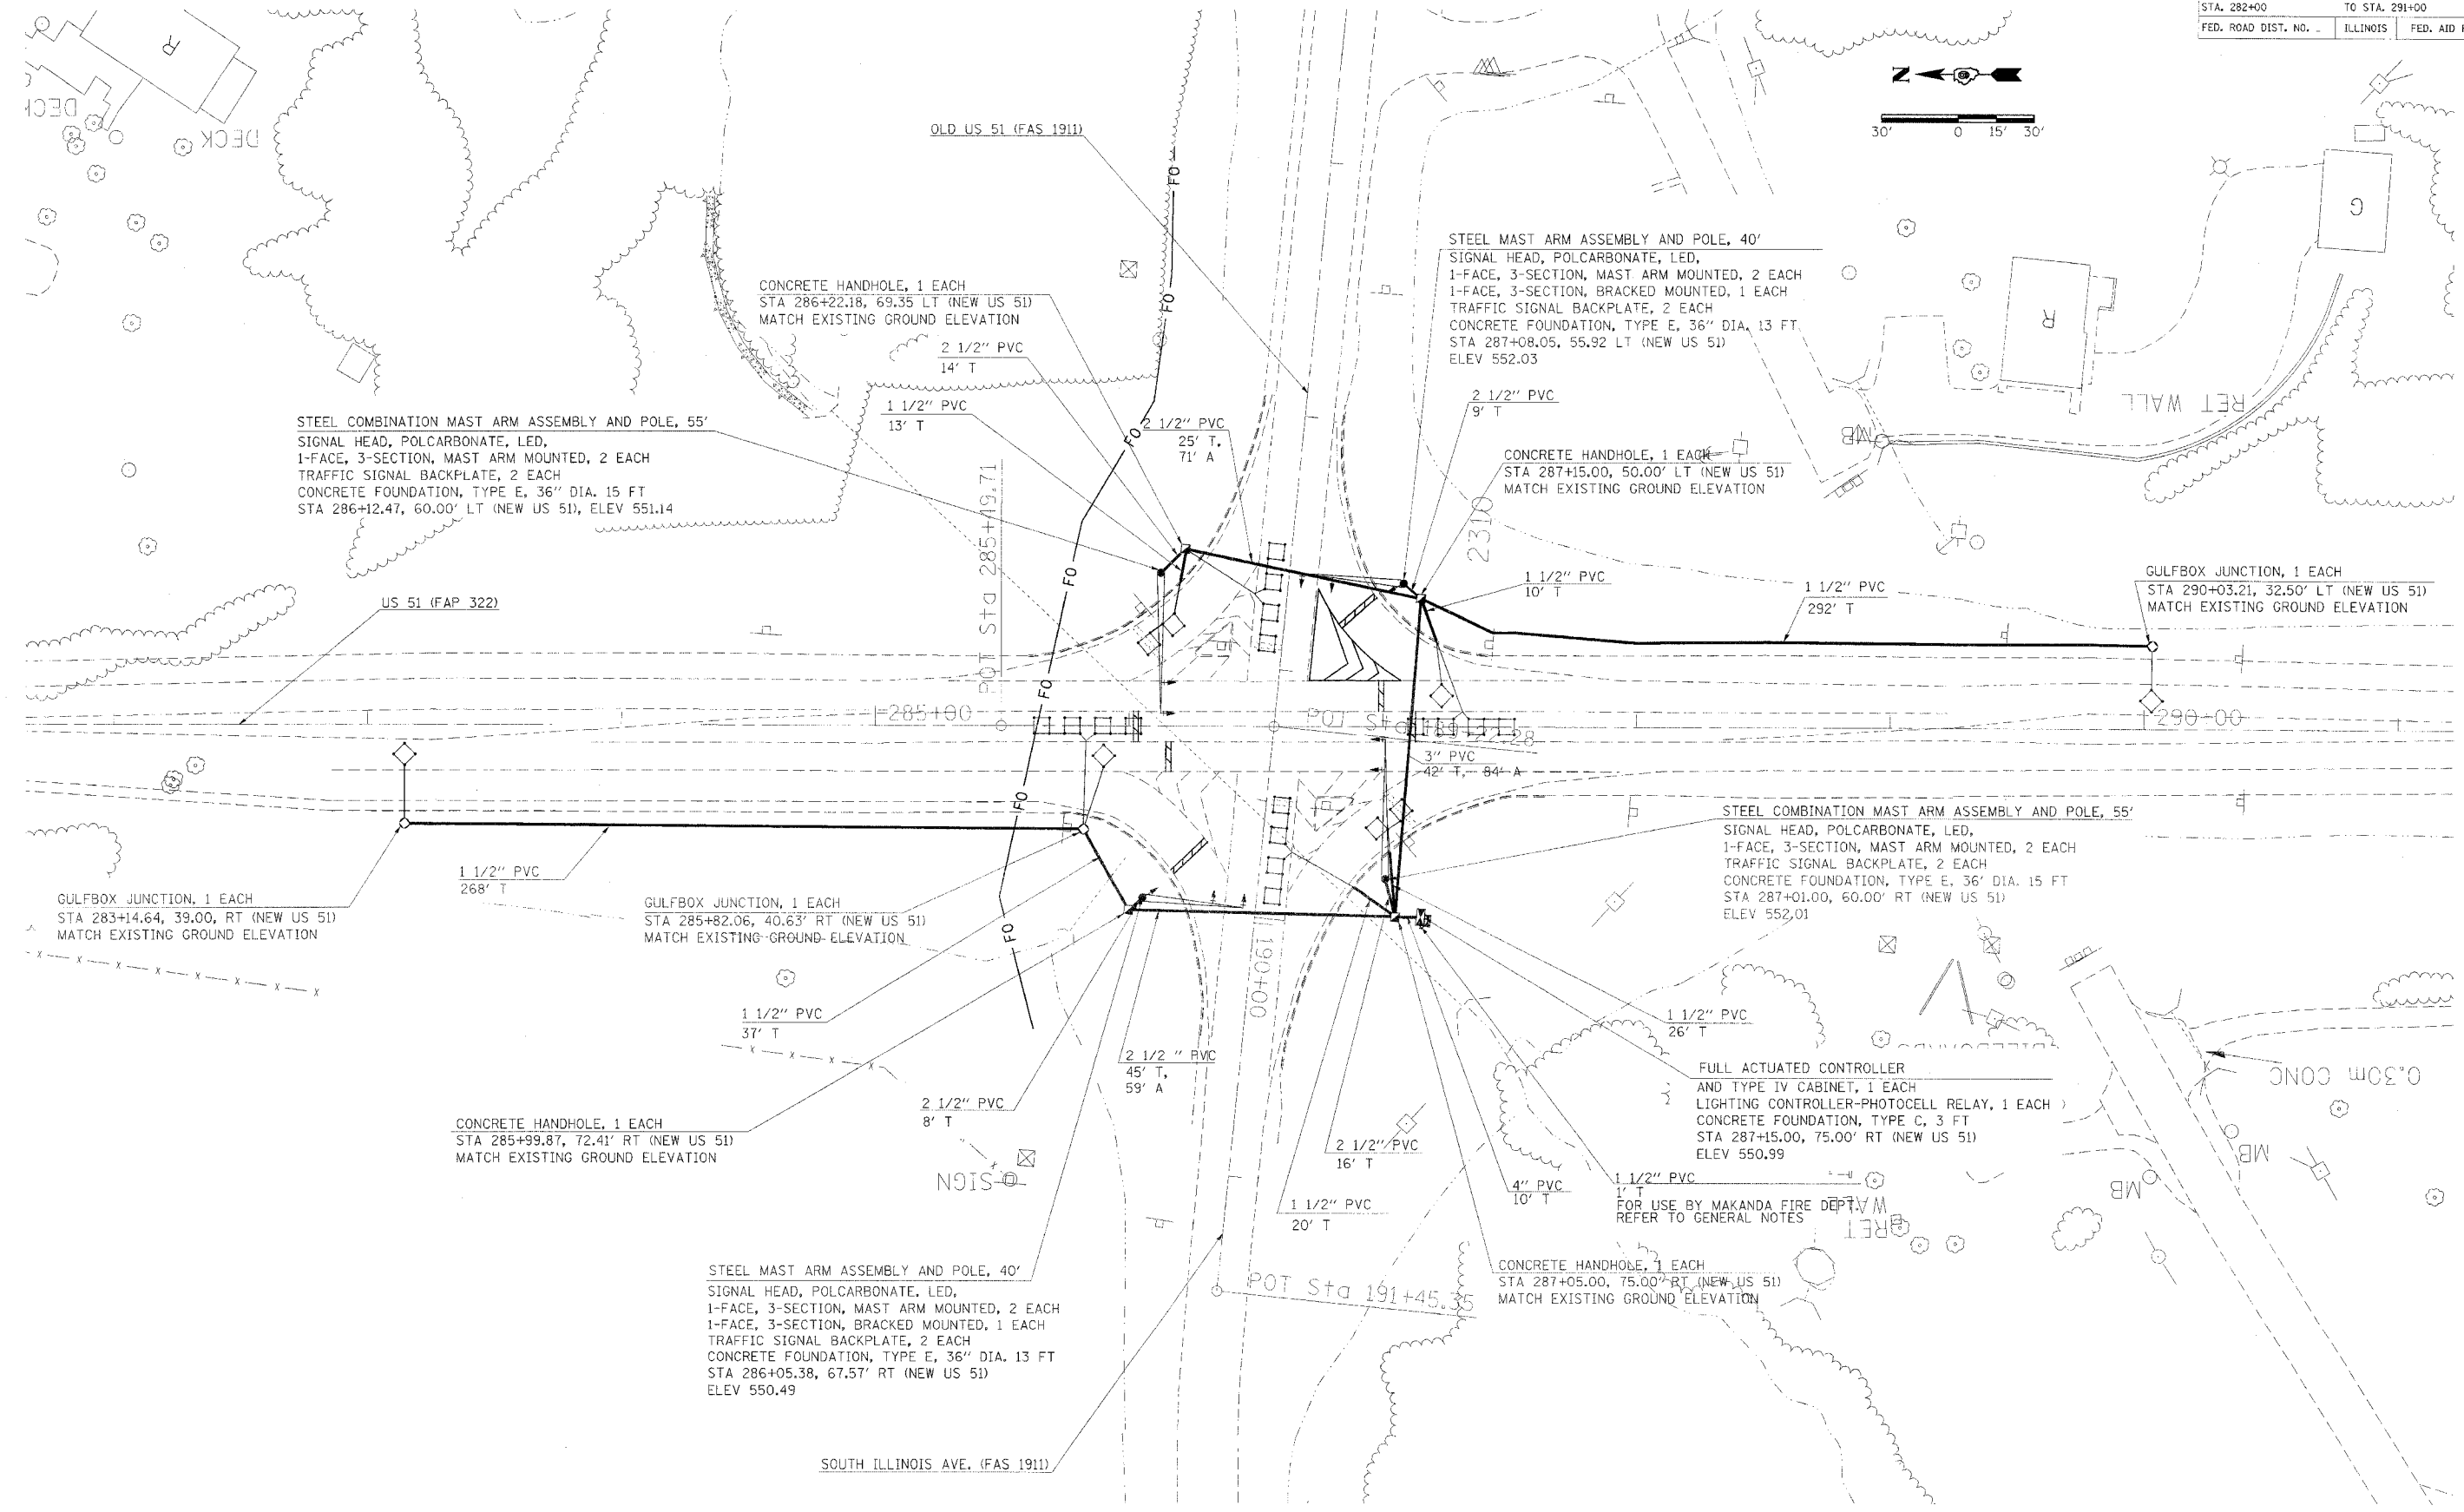 STA. 282+00 TO STA. 291+00
FED. ROAD DIST. NO. - ILLINOIS FED. AID
N
30' 0 15' 30'
R
DECK
DECK
OLD US 51 (FAS 1911)
FO
FO
CONCRETE HANDHOLE, 1 EACH
STA 286+22.18, 69.35 LT (NEW US 51)
MATCH EXISTING GROUND ELEVATION
2 1/2" PVC
14' T
1 1/2" PVC
13' T
STEEL MAST ARM ASSEMBLY AND POLE, 40'
SIGNAL HEAD, POLCARBONATE, LED,
1-FACE, 3-SECTION, MAST ARM MOUNTED, 2 EACH
1-FACE, 3-SECTION, BRACKED MOUNTED, 1 EACH
TRAFFIC SIGNAL BACKPLATE, 2 EACH
CONCRETE FOUNDATION, TYPE E, 36" DIA. 13 FT
STA 287+08.05, 55.92 LT (NEW US 51)
ELEV 552.03
G
R
RET WALL
MB
STEEL COMBINATION MAST ARM ASSEMBLY AND POLE, 55'
SIGNAL HEAD, POLCARBONATE, LED,
1-FACE, 3-SECTION, MAST ARM MOUNTED, 2 EACH
TRAFFIC SIGNAL BACKPLATE, 2 EACH
CONCRETE FOUNDATION, TYPE E, 36" DIA. 15 FT
STA 286+12.47, 60.00' LT (NEW US 51), ELEV 551.14
2 1/2" PVC
25' T,
71' A
2 1/2" PVC
9' T
CONCRETE HANDHOLE, 1 EACH
STA 287+15.00, 50.00' LT (NEW US 51)
MATCH EXISTING GROUND ELEVATION
FO
FO
FO
FO
FO
FO
POT Sta 285+49.71
2310
1 1/2" PVC
10' T
1 1/2" PVC
292' T
GULFBOX JUNCTION, 1 EACH
STA 290+03.21, 32.50' LT (NEW US 51)
MATCH EXISTING GROUND ELEVATION
US 51 (FAP 322)
285+00
POT Sta
290+00
3" PVC
42' T, 84' A
GULFBOX JUNCTION, 1 EACH
STA 283+14.64, 39.00, RT (NEW US 51)
MATCH EXISTING GROUND ELEVATION
1 1/2" PVC
268' T
GULFBOX JUNCTION, 1 EACH
STA 285+82.06, 40.63' RT (NEW US 51)
MATCH EXISTING GROUND ELEVATION
STEEL COMBINATION MAST ARM ASSEMBLY AND POLE, 55'
SIGNAL HEAD, POLCARBONATE, LED,
1-FACE, 3-SECTION, MAST ARM MOUNTED, 2 EACH
TRAFFIC SIGNAL BACKPLATE, 2 EACH
CONCRETE FOUNDATION, TYPE E, 36' DIA. 15 FT
STA 287+01.00, 60.00' RT (NEW US 51)
ELEV 552.01
190+00
1 1/2" PVC
37' T
2 1/2 " PVC
45' T,
59' A
1 1/2" PVC
26' T
2 1/2" PVC
8' T
FULL ACTUATED CONTROLLER
AND TYPE IV CABINET, 1 EACH
LIGHTING CONTROLLER-PHOTOCELL RELAY, 1 EACH
CONCRETE FOUNDATION, TYPE C, 3 FT
STA 287+15.00, 75.00' RT (NEW US 51)
ELEV 550.99
0.30m CONC
CONCRETE HANDHOLE, 1 EACH
STA 285+99.87, 72.41' RT (NEW US 51)
MATCH EXISTING GROUND ELEVATION
SIGN
2 1/2" PVC
16' T
4" PVC
10' T
1 1/2" PVC
1' T
FOR USE BY MAKANDA FIRE DEPT.
REFER TO GENERAL NOTES
RET WALL
MB
MB
1 1/2" PVC
20' T
CONCRETE HANDHOLE, 1 EACH
STA 287+05.00, 75.00' RT (NEW US 51)
MATCH EXISTING GROUND ELEVATION
POT Sta 191+45.35
STEEL MAST ARM ASSEMBLY AND POLE, 40'
SIGNAL HEAD, POLCARBONATE, LED,
1-FACE, 3-SECTION, MAST ARM MOUNTED, 2 EACH
1-FACE, 3-SECTION, BRACKED MOUNTED, 1 EACH
TRAFFIC SIGNAL BACKPLATE, 2 EACH
CONCRETE FOUNDATION, TYPE E, 36" DIA. 13 FT
STA 286+05.38, 67.57' RT (NEW US 51)
ELEV 550.49
SOUTH ILLINOIS AVE. (FAS 1911)